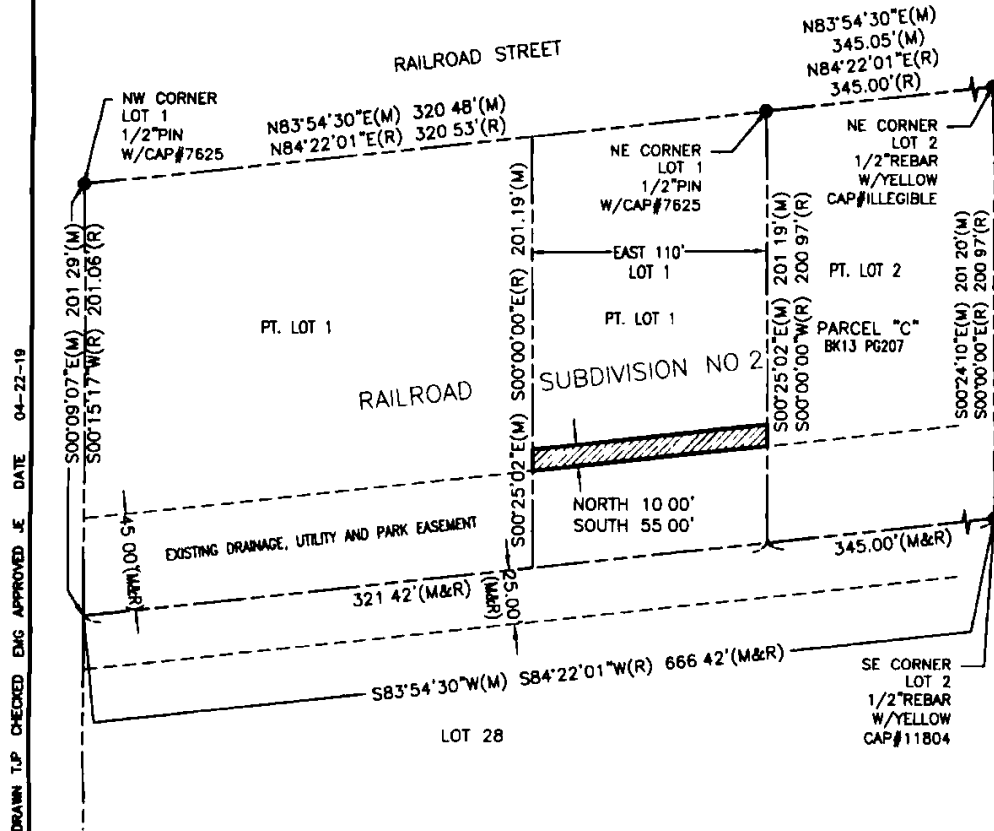 RAILROAD STREET
N83°54'30"E(M)
345.05'(M)
N84°22'01"E(R)
345.00'(R)
NW CORNER
LOT 1
1/2"PIN
W/CAP#7625
N83°54'30"E(M) 320 48'(M)
N84°22'01"E(R) 320 53'(R)
NE CORNER
LOT 1
1/2"PIN
W/CAP#7625
NE CORNER
LOT 2
1/2"REBAR
W/YELLOW
CAP#ILLEGIBLE
S00°09'07"E(M) 201 29'(M)
S00°15'17"W(R) 201.06'(R)
PT. LOT 1
S00°25'02"E(M) S00°00'00"E(R) 201.19'(M)
EAST 110'
LOT 1
PT. LOT 1
S00°25'02"E(M) 201 19'(M)
S00°00'00"W(R) 200 97'(R)
PT. LOT 2
PARCEL "C"
BK13 PG207
S00°24'10"E(M) 201 20'(M)
S00°00'00"E(R) 200 97'(R)
RAILROAD SUBDIVISION NO 2
NORTH 10 00'
SOUTH 55 00'
45 00'(M&R)
EXISTING DRAINAGE, UTILITY AND PARK EASEMENT
321 42'(M&R)
25.00'
(M&R)
345.00'(M&R)
S83°54'30"W(M) S84°22'01"W(R) 666 42'(M&R)
SE CORNER
LOT 2
1/2"REBAR
W/YELLOW
CAP#11804
LOT 28
DRAWN TJP CHECKED EMG APPROVED JE DATE 04-22-19